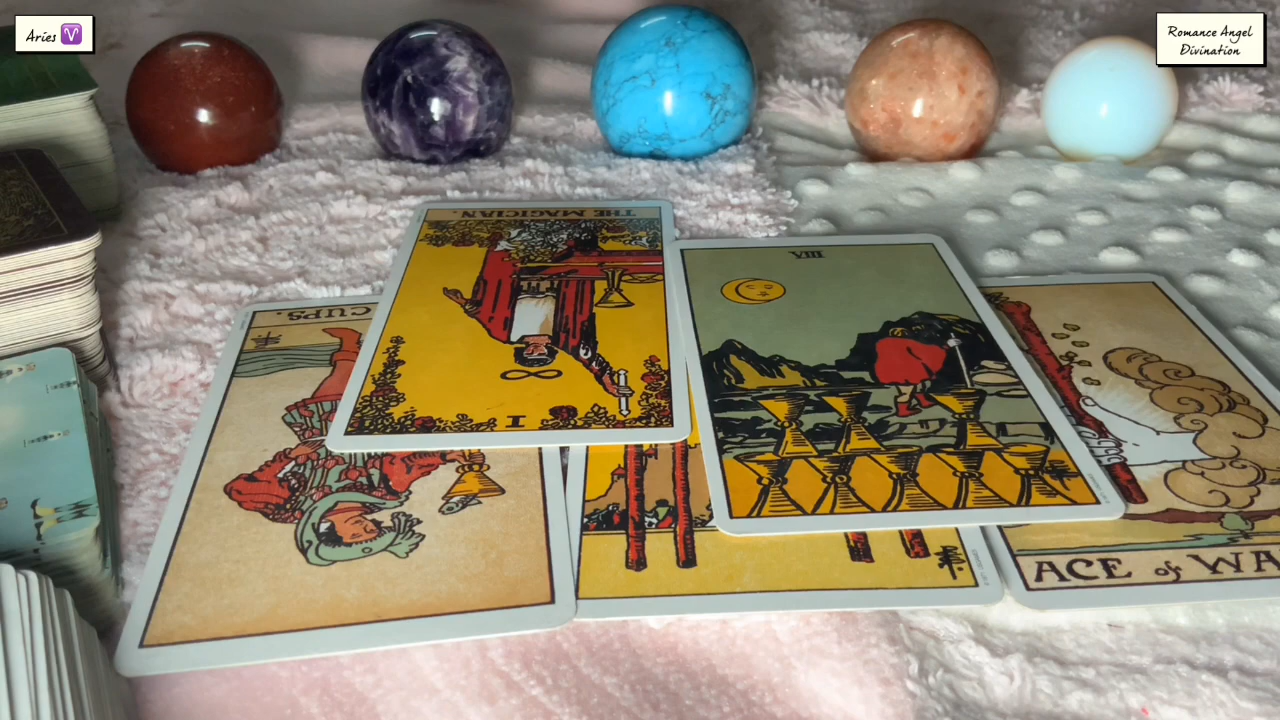 Aries ♈
Romance Angel
Divination
THE MAGICIAN.
I
VIII
CUPS.
ACE of WA